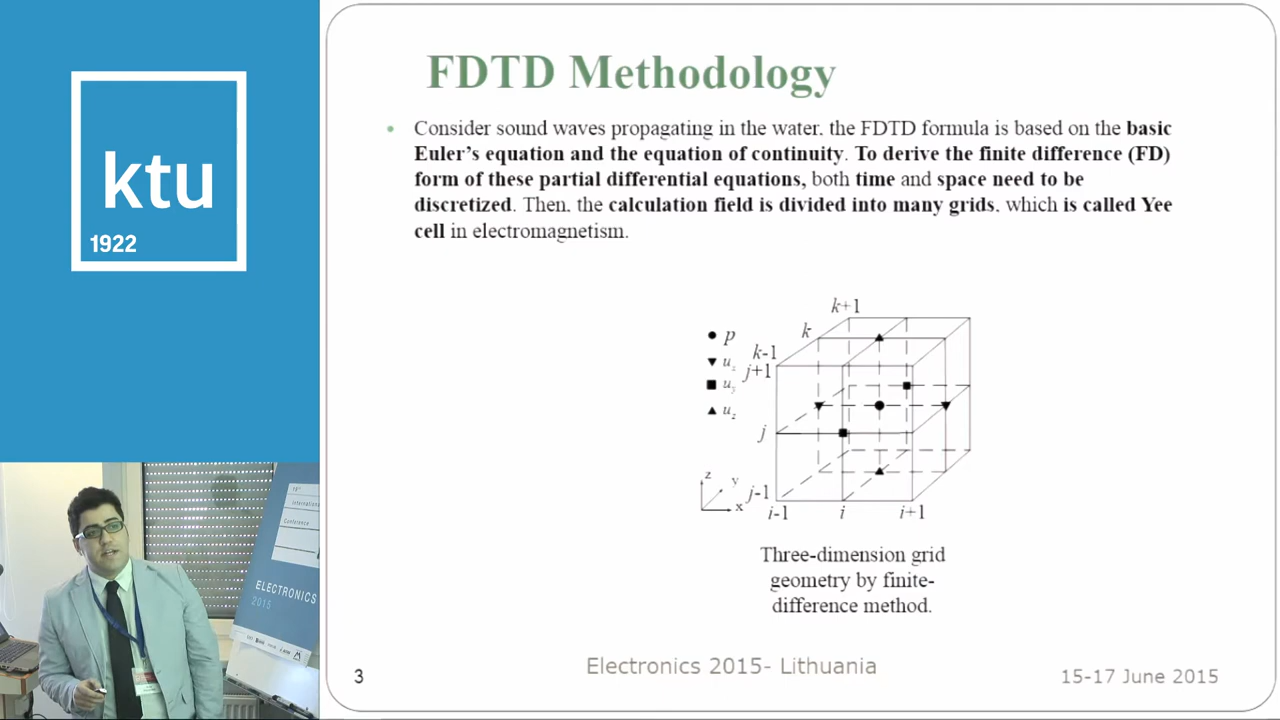 ktu
1922
FDTD Methodology
• Consider sound waves propagating in the water, the FDTD formula is based on the basic
Euler's equation and the equation of continuity. To derive the finite difference (FD)
form of these partial differential equations, both time and space need to be
discretized. Then, the calculation field is divided into many grids, which is called Yee
cell in electromagnetism.
k+1
k
k-1
j+1
j
j-1
i-1 i i+1
p
u
u
u
z
y
x
Three-dimension grid
geometry by finite-
difference method.
3
Electronics 2015- Lithuania
15-17 June 2015
International
Conference
ELECTRONICS
2015